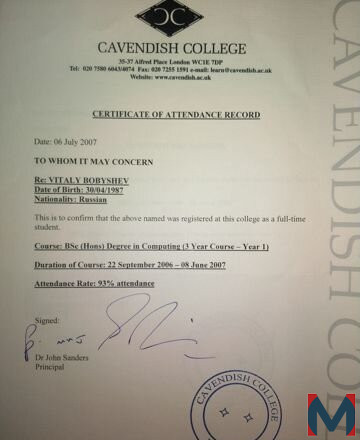 CAVENDISH COLLEGE
35-37 Alfred Place London WC1E 7DP
Tel: 020 7580 6043/4074 Fax: 020 7255 1591 e-mail: learn@cavendish.ac.uk
Website: www.cavendish.ac.uk
CERTIFICATE OF ATTENDANCE RECORD
Date: 06 July 2007
TO WHOM IT MAY CONCERN
Re: VITALY BOBYSHEV
Date of Birth: 30/04/1987
Nationality: Russian
This is to confirm that the above named was registered at this college as a full-time
student.
Course: BSc (Hons) Degree in Computing (3 Year Course – Year 1)
Duration of Course: 22 September 2006 – 08 June 2007
Attendance Rate: 93% attendance
Signed:
Dr John Sanders
Principal
CAVENDISH COLLEGE
CAVENDISH CO
M